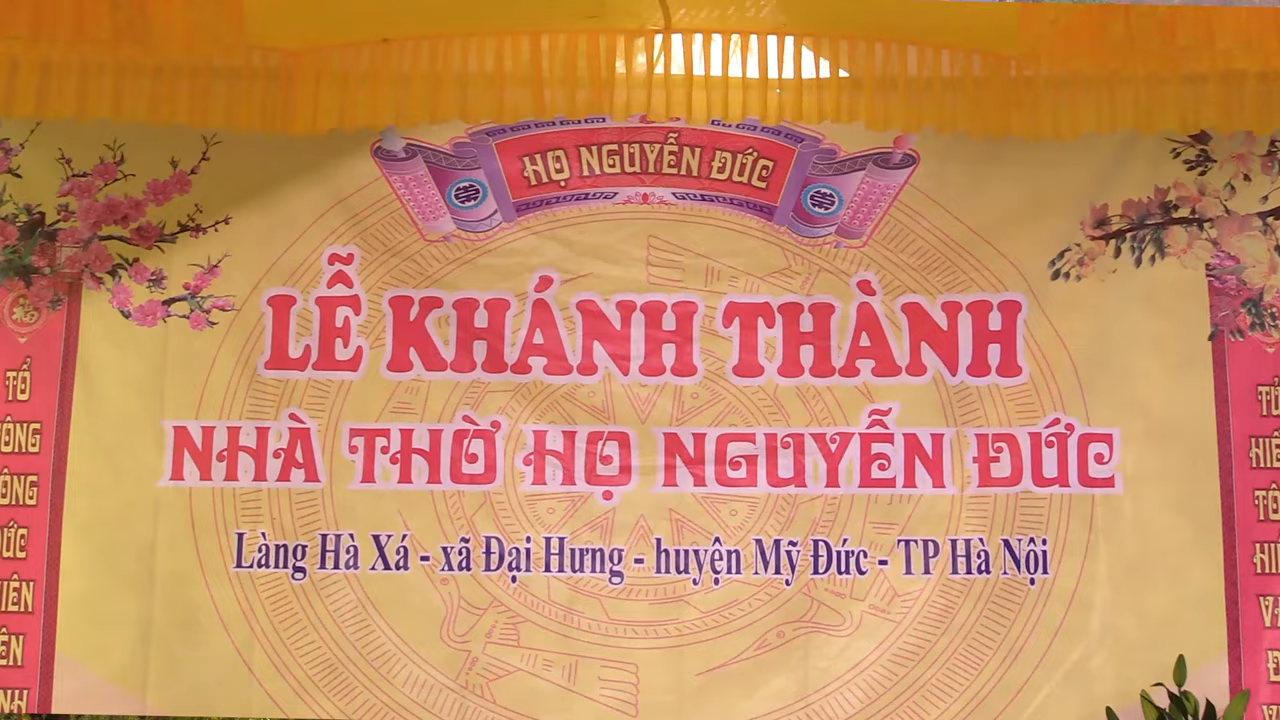 HỌ NGUYỄN ĐỨC
LỄ KHÁNH THÀNH
NHÀ THỜ HỌ NGUYỄN ĐỨC
Làng Hà Xá - xã Đại Hưng - huyện Mỹ Đức - TP Hà Nội
TỔ